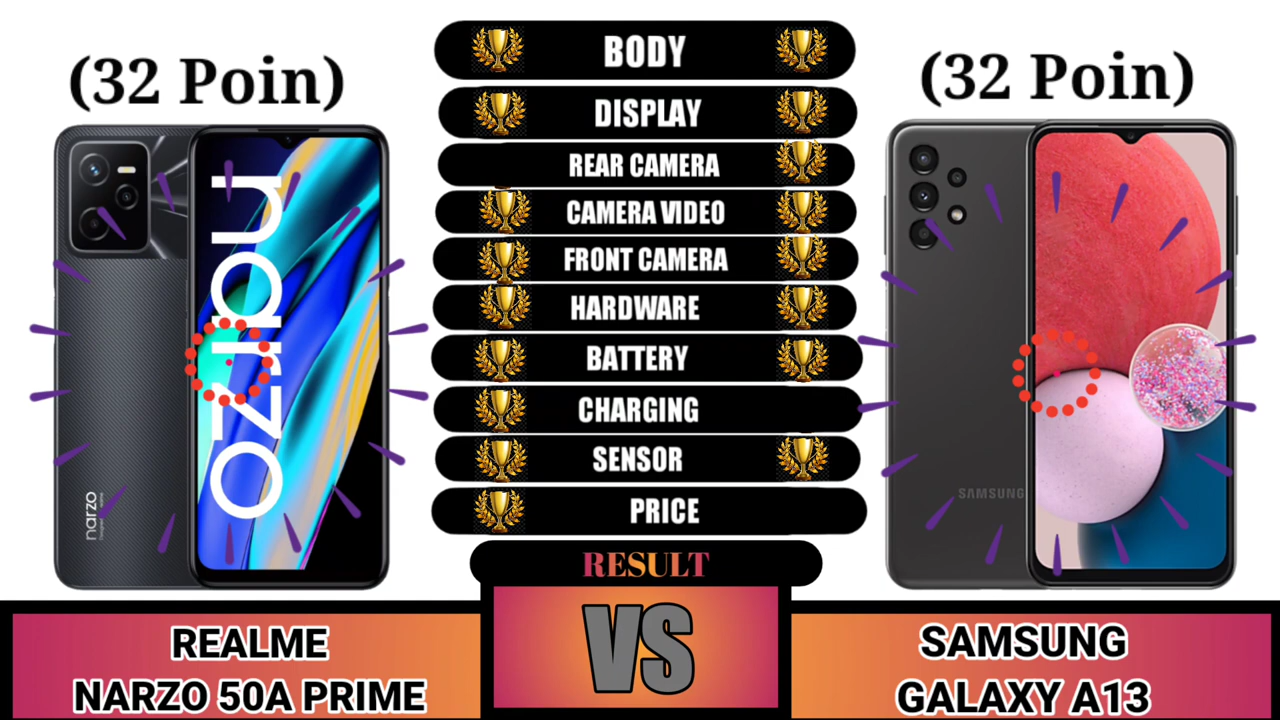 (32 Poin)
(32 Poin)
BODY
DISPLAY
REAR CAMERA
CAMERA VIDEO
FRONT CAMERA
HARDWARE
BATTERY
CHARGING
SENSOR
PRICE
RESULT
VS
narzo
narzo
SAMSUNG
REALME
NARZO 50A PRIME
SAMSUNG
GALAXY A13